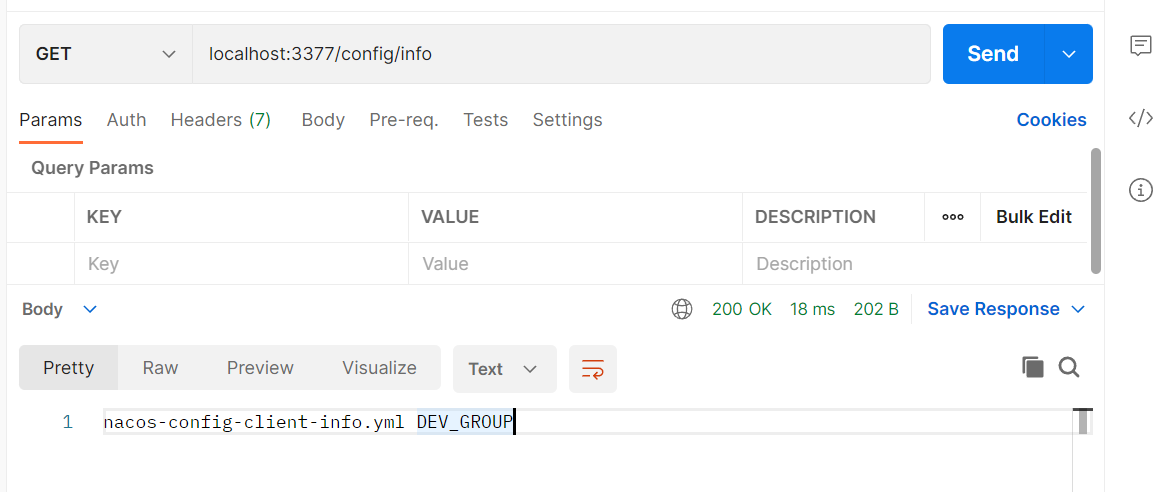 GET localhost:3377/config/info Send
Params Auth Headers (7) Body Pre-req. Tests Settings Cookies
Query Params
KEY VALUE DESCRIPTION Bulk Edit
Key Value Description
Body 200 OK 18 ms 202 B Save Response
Pretty Raw Preview Visualize Text
1 nacos-config-client-info.yml DEV_GROUP